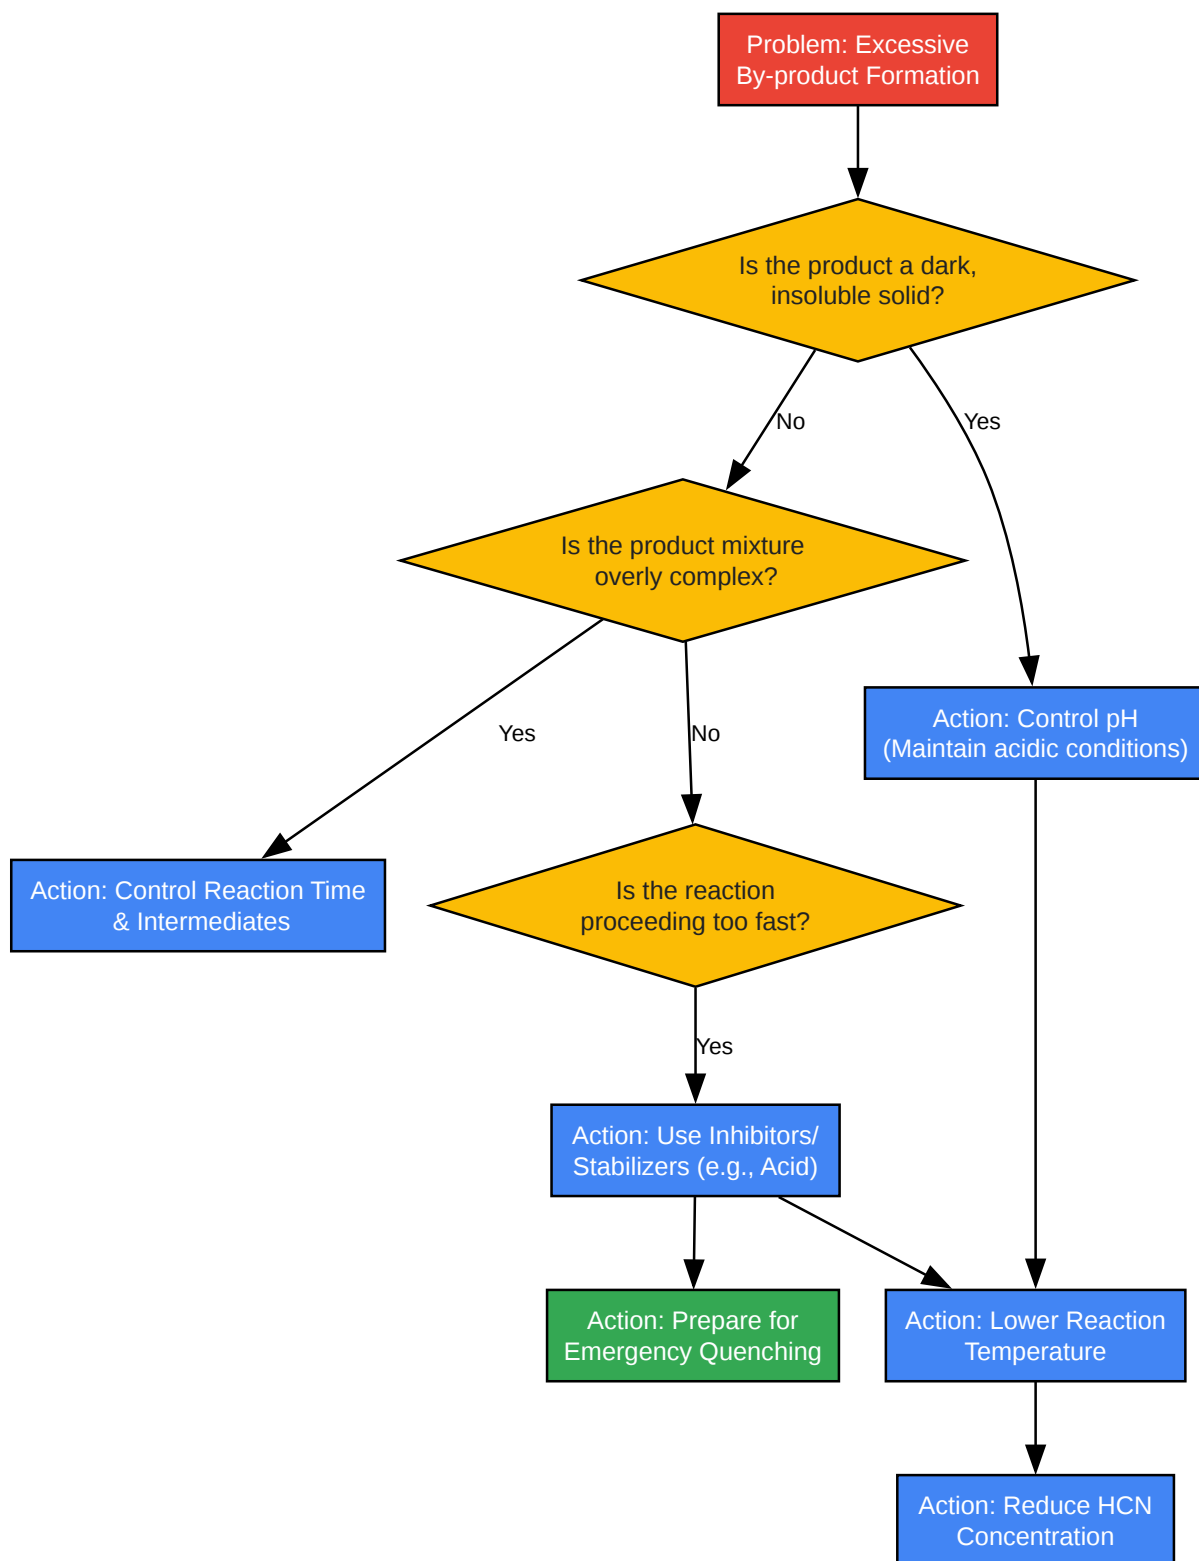 Problem: Excessive
By-product Formation
Is the product a dark,
insoluble solid?
No
Yes
Is the product mixture
overly complex?
Yes
No
Action: Control pH
(Maintain acidic conditions)
Action: Control Reaction Time
& Intermediates
Is the reaction
proceeding too fast?
Yes
Action: Use Inhibitors/
Stabilizers (e.g., Acid)
Action: Prepare for
Emergency Quenching
Action: Lower Reaction
Temperature
Action: Reduce HCN
Concentration